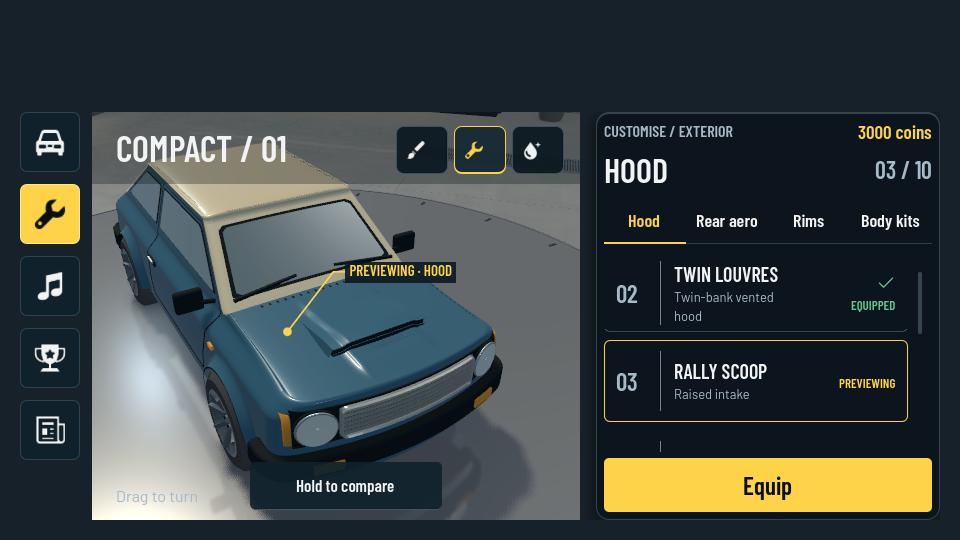 COMPACT / 01
PREVIEWING · HOOD
Drag to turn
Hold to compare
CUSTOMISE / EXTERIOR
3000 coins
HOOD
03 / 10
Hood
Rear aero
Rims
Body kits
02
TWIN LOUVRES
Twin-bank vented
hood
EQUIPPED
03
RALLY SCOOP
Raised intake
PREVIEWING
Equip